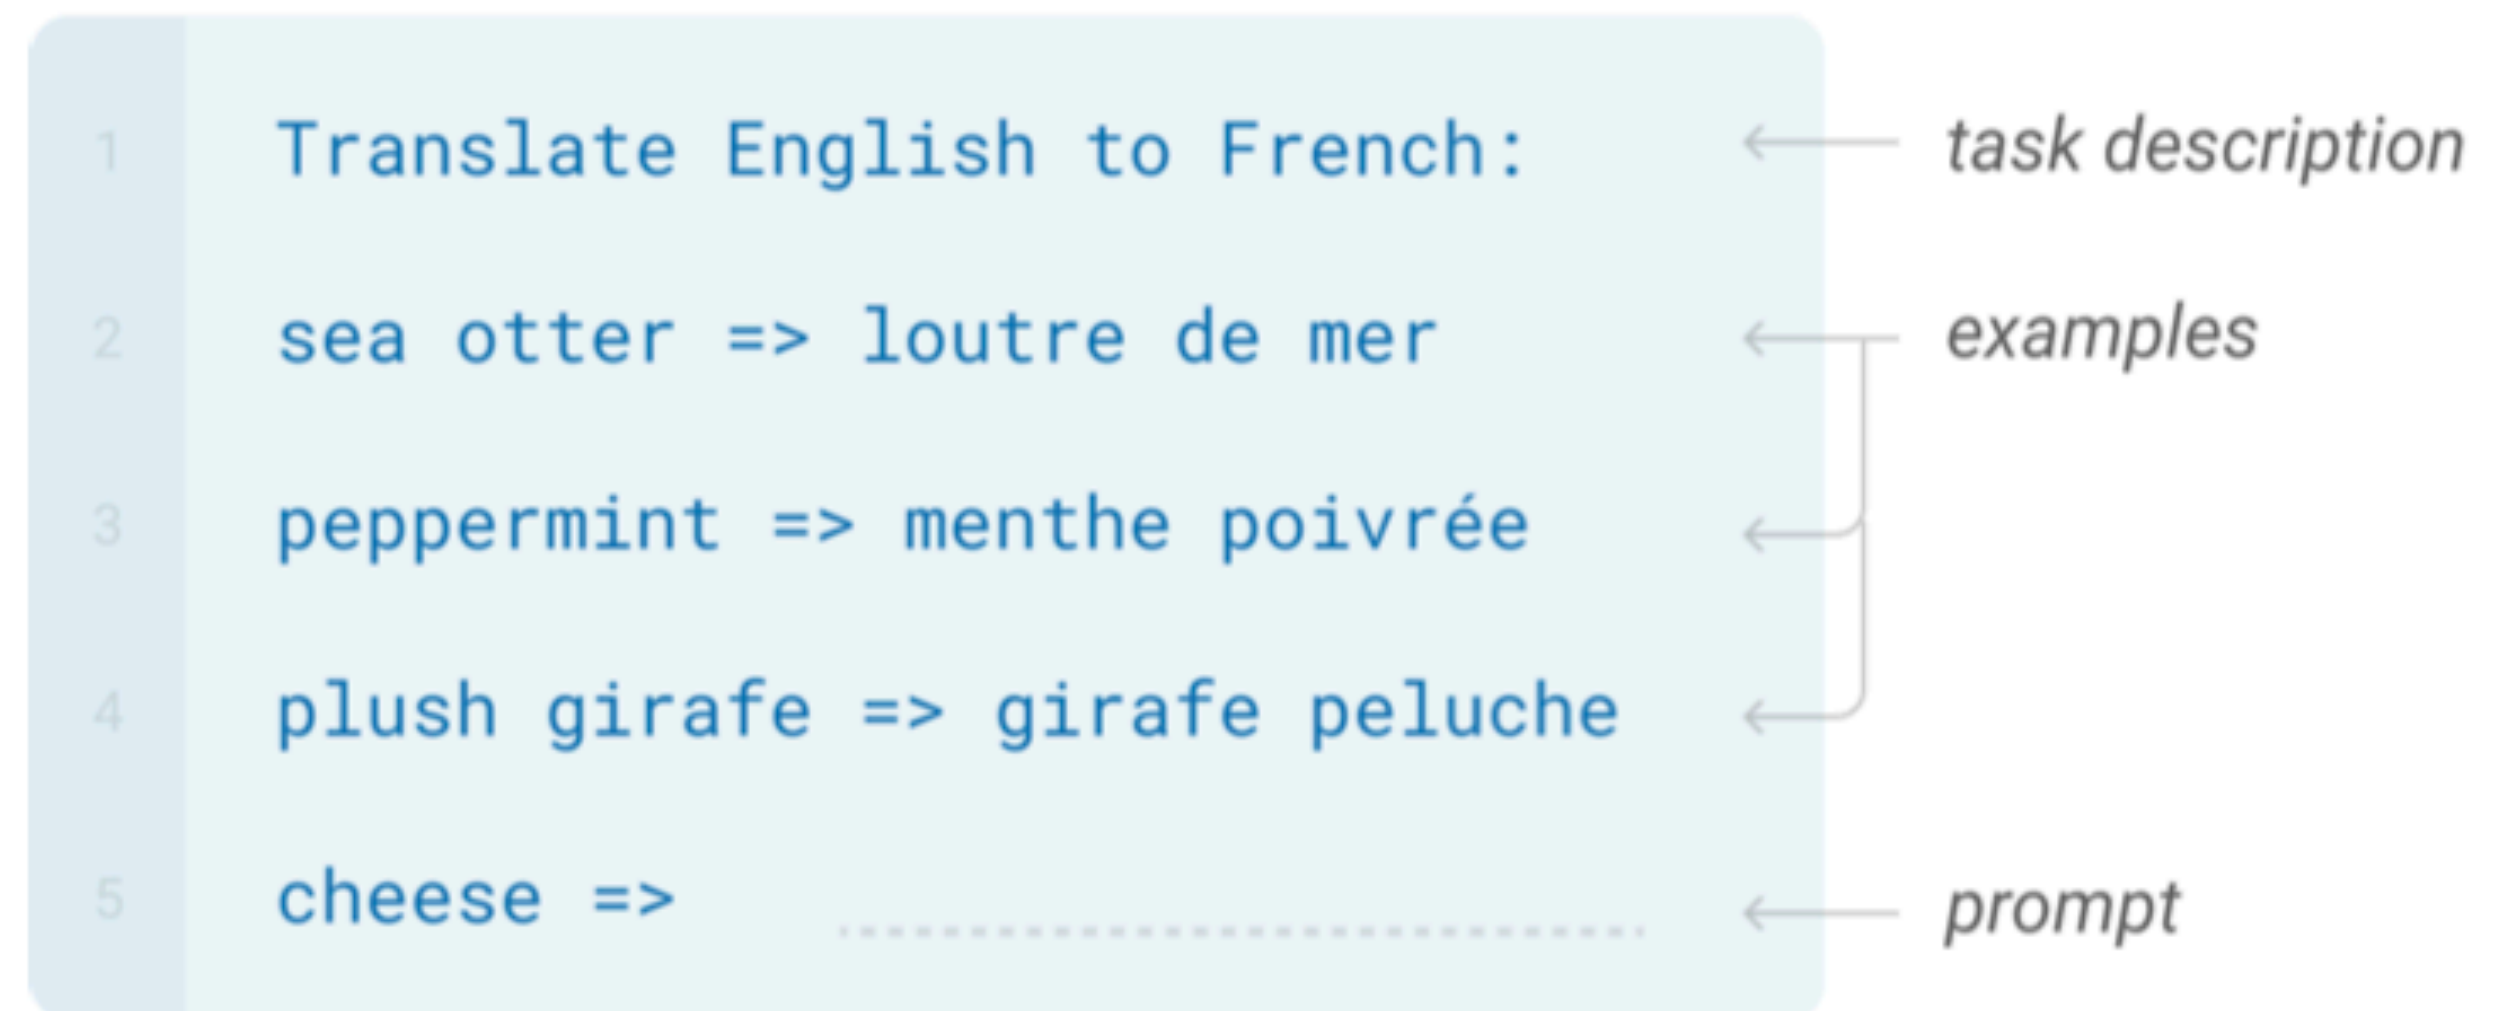 1 Translate English to French: task description
2 sea otter => loutre de mer examples
3 peppermint => menthe poivrée
4 plush girafe => girafe peluche
5 cheese => prompt